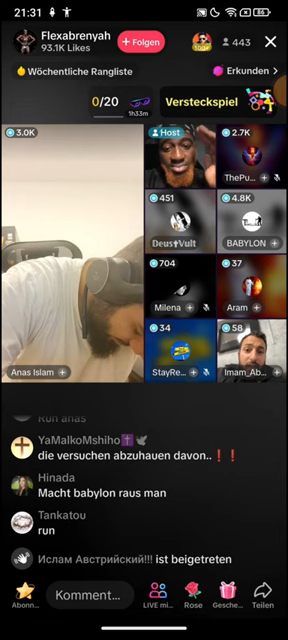 21:31
86
Flexabrenyah
93.1K Likes
+ Folgen
443
Wöchentliche Rangliste
Erkunden >
0/20
1h33m
Versteckspiel
3.0K
Host
2.7K
ThePu...
451
4.8K
Deus✝Vult
BABYLON
704
37
Milena
Aram
34
58
Anas Islam
StayRe...
Imam_Ab...
Run anas
YaMalkoMshiho✝️🕊
die versuchen abzuhauen davon..❗❗
Hinada
Macht babylon raus man
Tankatou
run
Ислам Австрийский!!! ist beigetreten
Abonn...
Komment...
LIVE mi...
Rose
Gesche...
Teilen